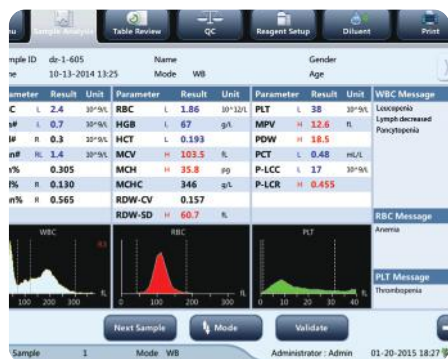 Sample Analysis Table Review QC Reagent Setup Diluent Print
mple ID dz-1-605 Name Gender
10-13-2014 13:25 Mode WB Age
ameter Result Unit Parameter Result Unit Parameter Result Unit WBC Message
C L 2.4 10^9/L RBC L 1.86 10^12/L PLT L 38 10^9/L Leucopenia
# L 0.7 10^9/L HGB L 67 g/L MPV H 12.6 fL Lymph decreased
# R 0.3 10^9/L HCT L 0.193 PDW H 18.5 Pancytopenia
n# RL 1.4 10^9/L MCV H 103.5 fL PCT L 0.48 mL/L
% 0.305 MCH H 35.8 pg P-LCC L 17 10^9/L
% R 0.130 MCHC 346 g/L P-LCR H 0.455
n% R 0.565 RDW-CV 0.157
RDW-SD H 60.7 fL RBC Message
Anemia
WBC RBC PLT
R3
PLT Message
Thrombopenia
100 200 300 fL 0 100 200 300 fL 0 10 20 30 40 fL
Next Sample Mode Validate
Sample 1 Mode WB Administrator : Admin 01-20-2015 18:27